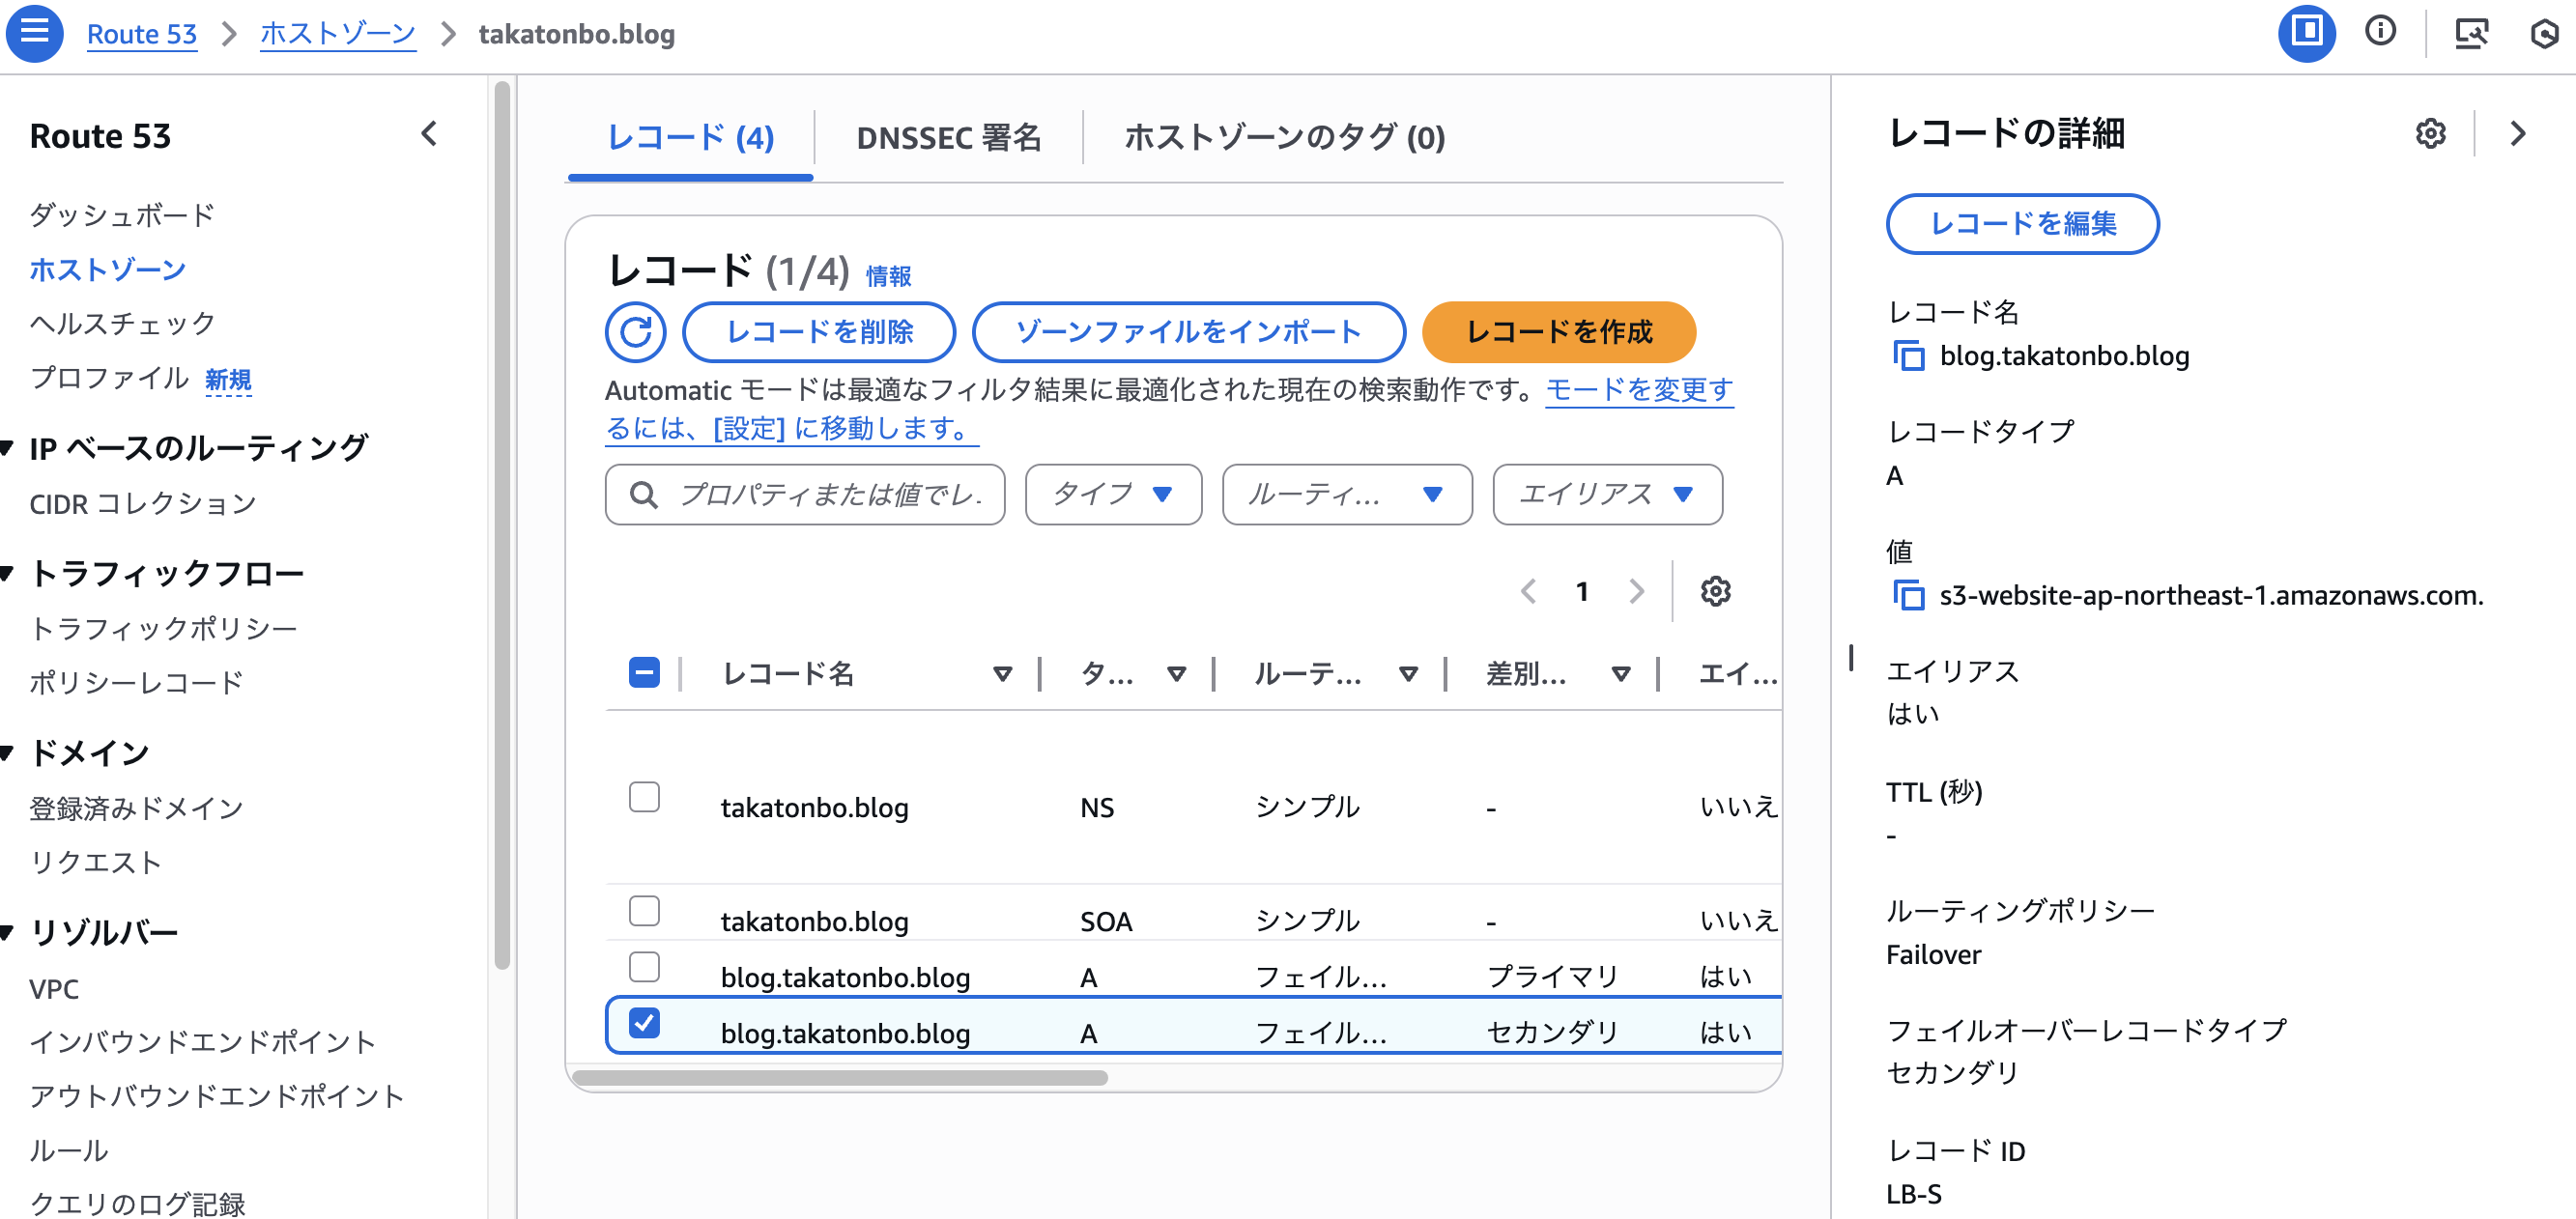 Route 53 > ホストゾーン > takatonbo.blog
Route 53
ダッシュボード
ホストゾーン
ヘルスチェック
プロファイル 新規
IP ベースのルーティング
CIDR コレクション
トラフィックフロー
トラフィックポリシー
ポリシーレコード
ドメイン
登録済みドメイン
リクエスト
リゾルバー
VPC
インバウンドエンドポイント
アウトバウンドエンドポイント
ルール
クエリのログ記録
レコード (4)
DNSSEC 署名
ホストゾーンのタグ (0)
レコード (1/4) 情報
レコードを削除
ゾーンファイルをインポート
レコードを作成
Automatic モードは最適なフィルタ結果に最適化された現在の検索動作です。モードを変更す
るには、[設定] に移動します。
プロパティまたは値でレ.
タイプ
ルーティ...
エイリアス
1
レコード名 タ... ルーテ... 差別... エイ...
takatonbo.blog NS シンプル - いいえ
takatonbo.blog SOA シンプル - いいえ
blog.takatonbo.blog A フェイル... プライマリ はい
blog.takatonbo.blog A フェイル... セカンダリ はい
レコードの詳細
レコードを編集
レコード名
blog.takatonbo.blog
レコードタイプ
A
値
s3-website-ap-northeast-1.amazonaws.com.
エイリアス
はい
TTL (秒)
-
ルーティングポリシー
Failover
フェイルオーバーレコードタイプ
セカンダリ
レコード ID
LB-S